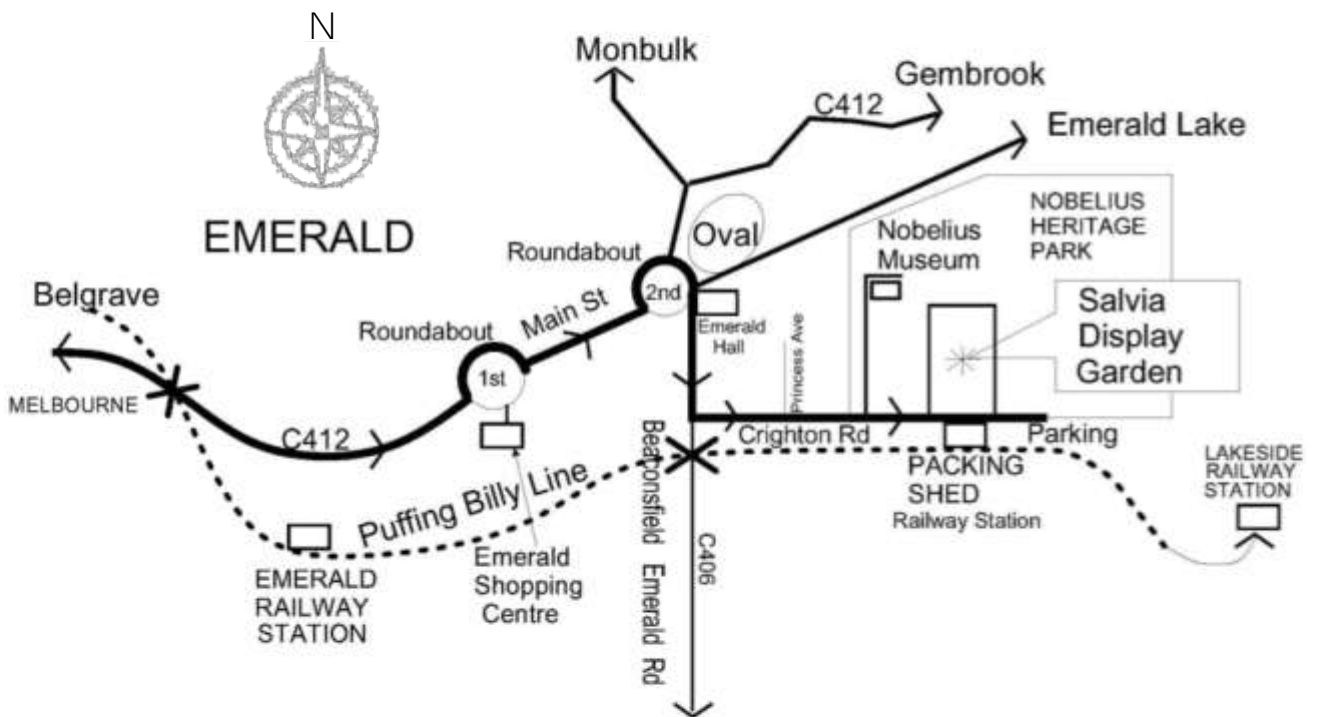 N
Monbulk
Gembrook
C412
Emerald Lake
EMERALD
Oval
NOBELIUS
HERITAGE
PARK
Nobelius
Museum
Roundabout
2nd
Belgrave
Main St
Roundabout
1st
Emerald
Hall
Princess Ave
Salvia
Display
Garden
MELBOURNE
C412
Crighton Rd
Parking
Beaconsfield Emerald Rd
C406
PACKING
SHED
Railway Station
LAKESIDE
RAILWAY
STATION
Puffing Billy Line
Emerald
Shopping
Centre
EMERALD
RAILWAY
STATION